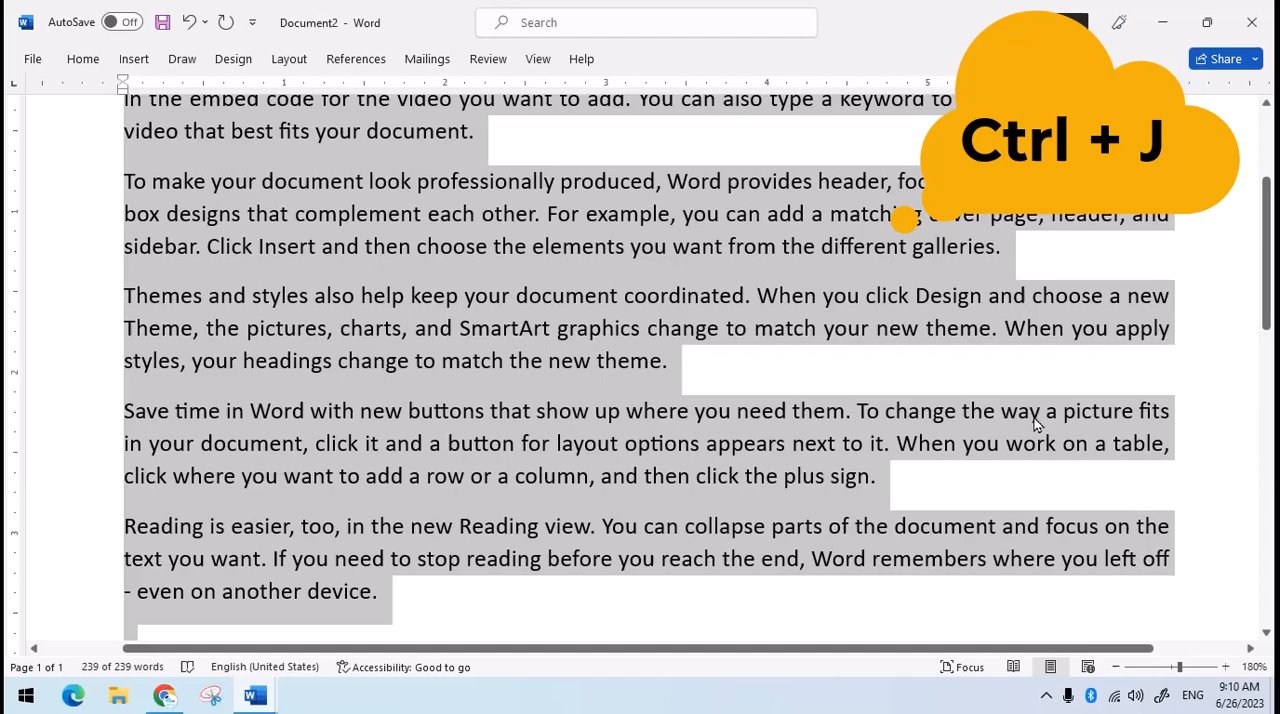 AutoSave Off Document2 - Word Search
File Home Insert Draw Design Layout References Mailings Review View Help Share
1 2 3 4 5
Ctrl + J
in the embed code for the video you want to add. You can also type a keyword to
video that best fits your document.
To make your document look professionally produced, Word provides header,
box designs that complement each other. For example, you can add a matching cover page, header, and
sidebar. Click Insert and then choose the elements you want from the different galleries.
Themes and styles also help keep your document coordinated. When you click Design and choose a new
Theme, the pictures, charts, and SmartArt graphics change to match your new theme. When you apply
styles, your headings change to match the new theme.
Save time in Word with new buttons that show up where you need them. To change the way a picture fits
in your document, click it and a button for layout options appears next to it. When you work on a table,
click where you want to add a row or a column, and then click the plus sign.
Reading is easier, too, in the new Reading view. You can collapse parts of the document and focus on the
text you want. If you need to stop reading before you reach the end, Word remembers where you left off
- even on another device.
1
2
3
Page 1 of 1 239 of 239 words English (United States) Accessibility: Good to go Focus 180%
ENG 9:10 AM
6/26/2023